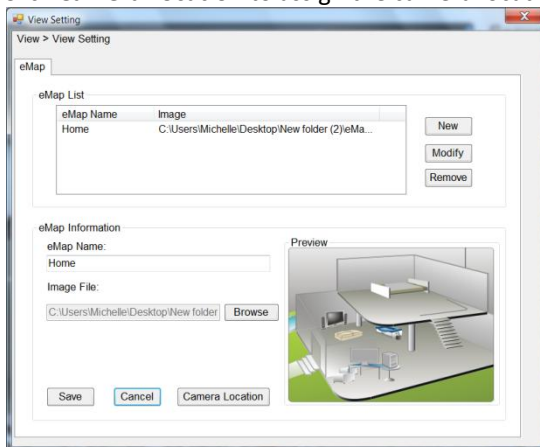 View Setting
View > View Setting
eMap
eMap List
eMap Name Image
Home C:\Users\Michelle\Desktop\New folder (2)\eMa...
New
Modify
Remove
eMap Information
eMap Name:
Home
Image File:
C:\Users\Michelle\Desktop\New folder Browse
Save Cancel Camera Location
Preview